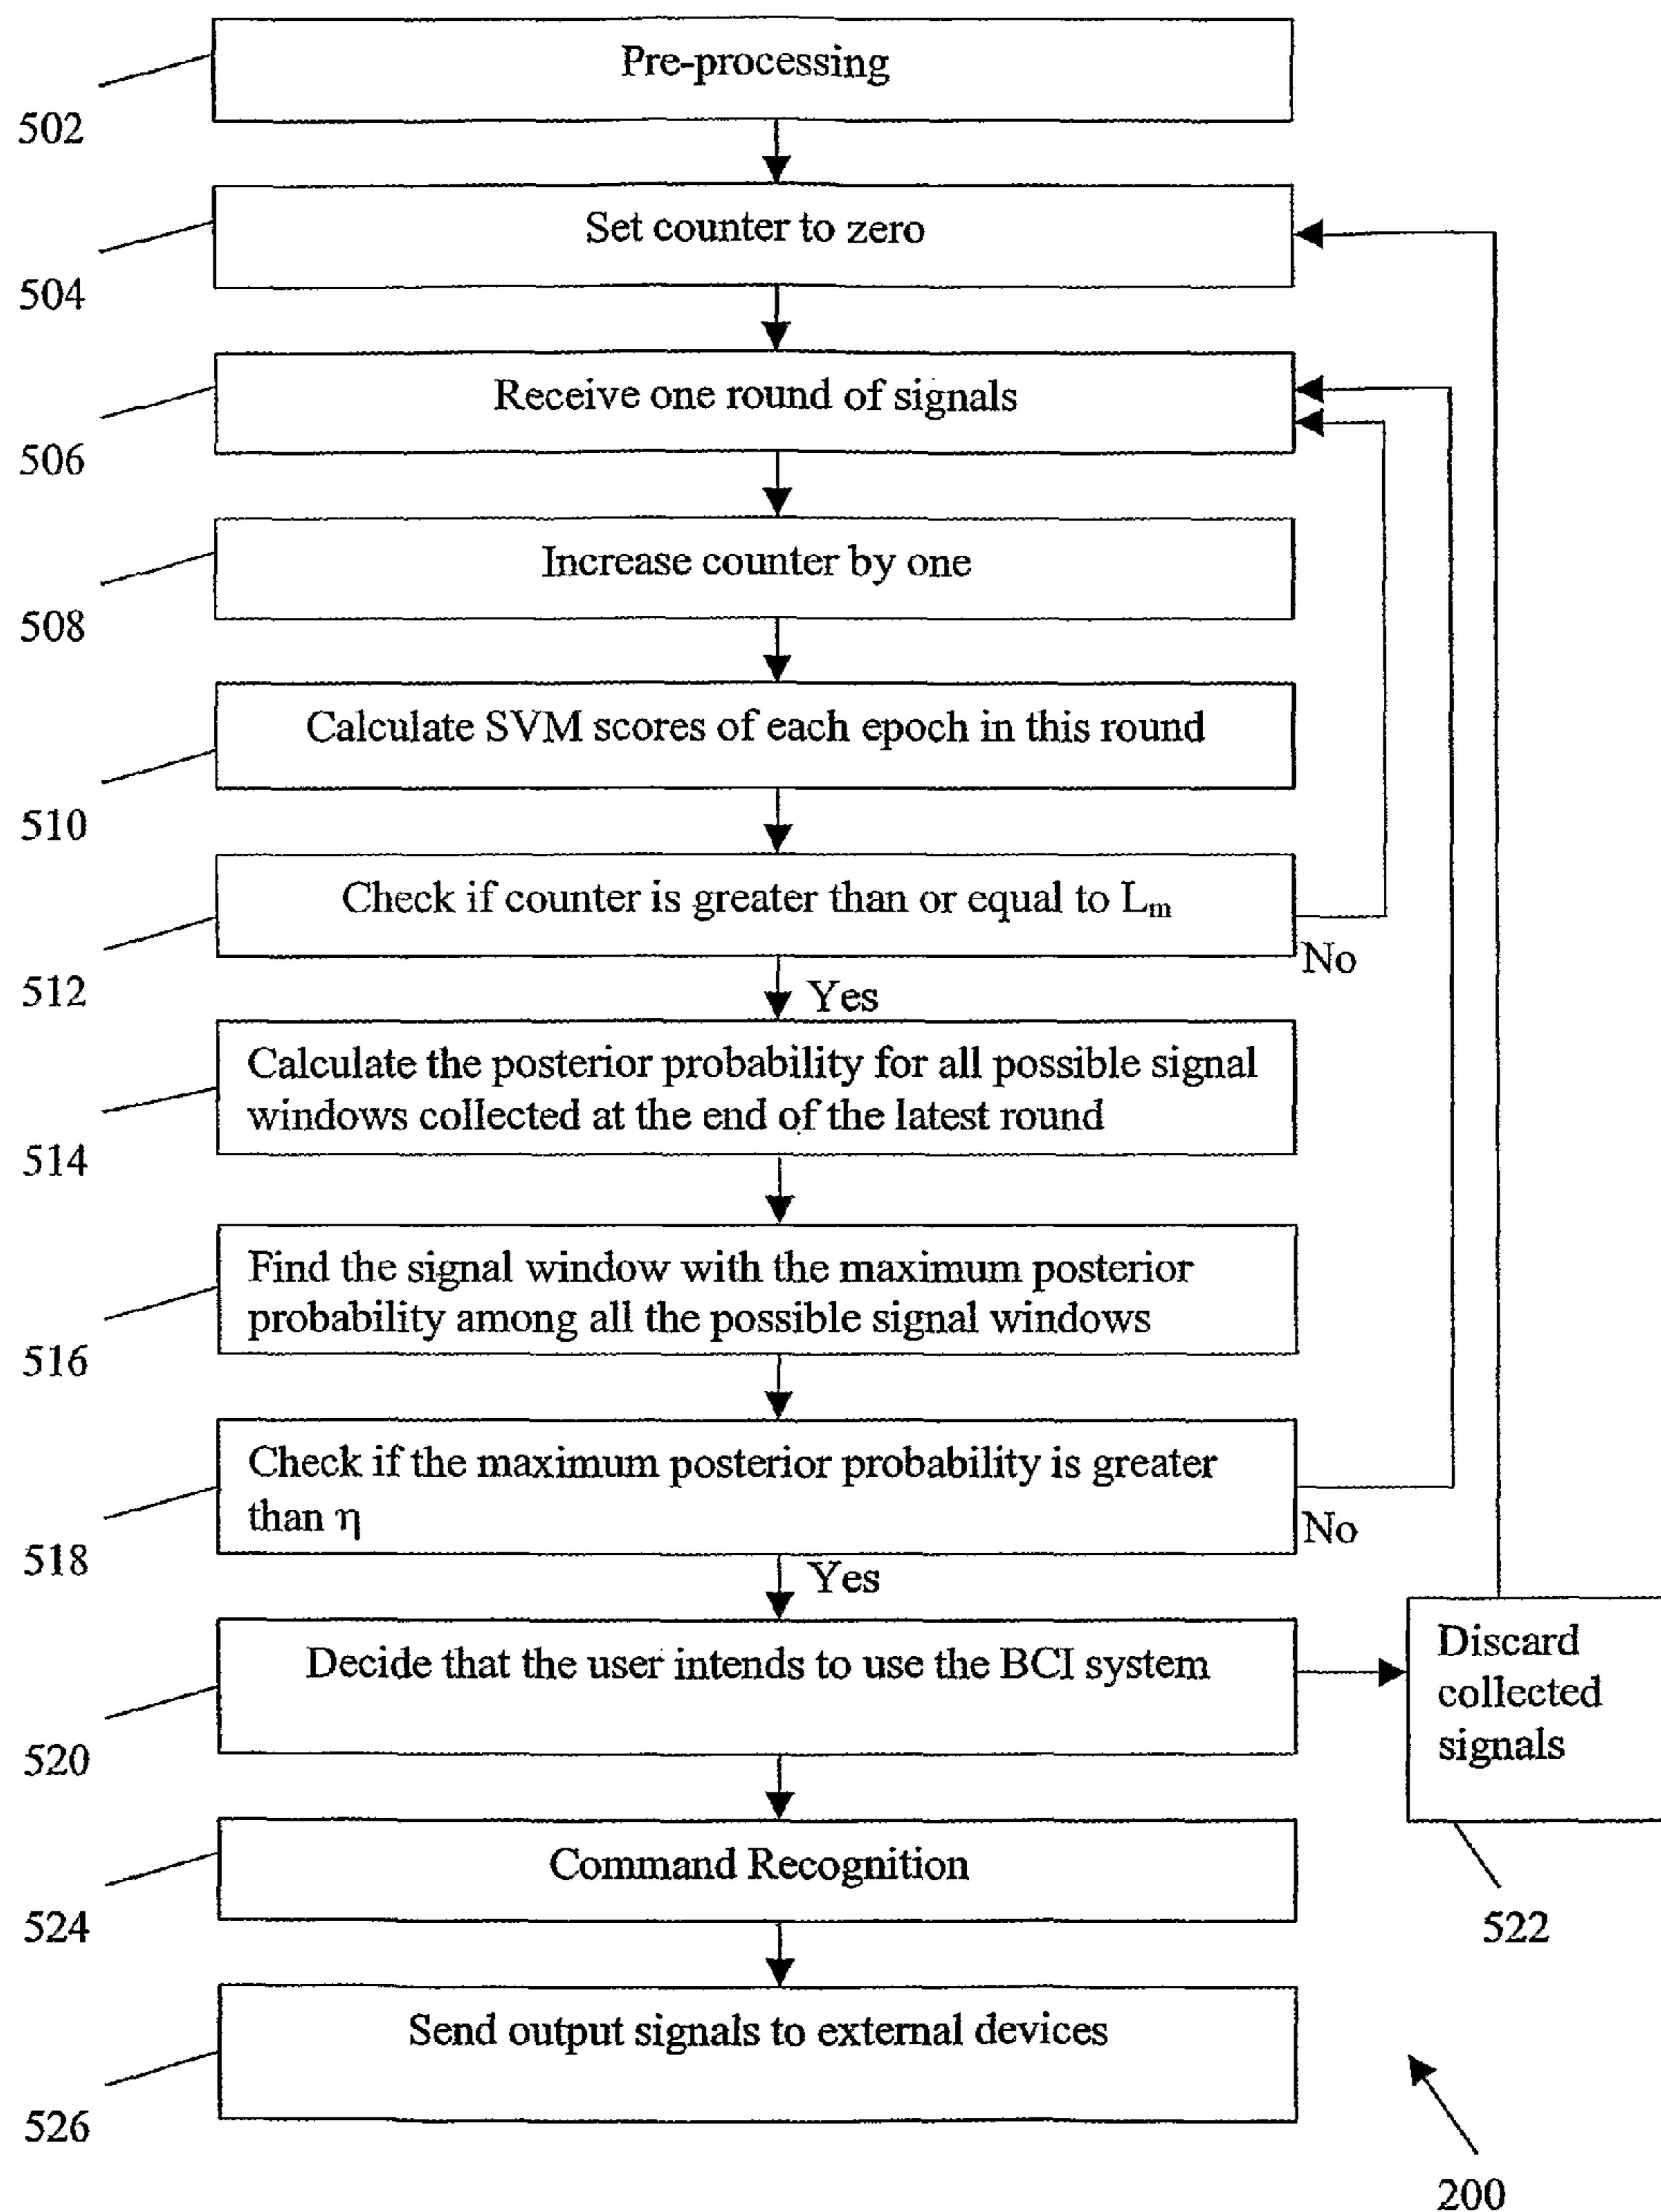 Pre-processing
502
Set counter to zero
504
Receive one round of signals
506
Increase counter by one
508
Calculate SVM scores of each epoch in this round
510
Check if counter is greater than or equal to Lm
No
512
Yes
Calculate the posterior probability for all possible signal
windows collected at the end of the latest round
514
Find the signal window with the maximum posterior
probability among all the possible signal windows
516
Check if the maximum posterior probability is greater
than η
No
518
Yes
Decide that the user intends to use the BCI system
520
Discard
collected
signals
522
Command Recognition
524
Send output signals to external devices
526
200